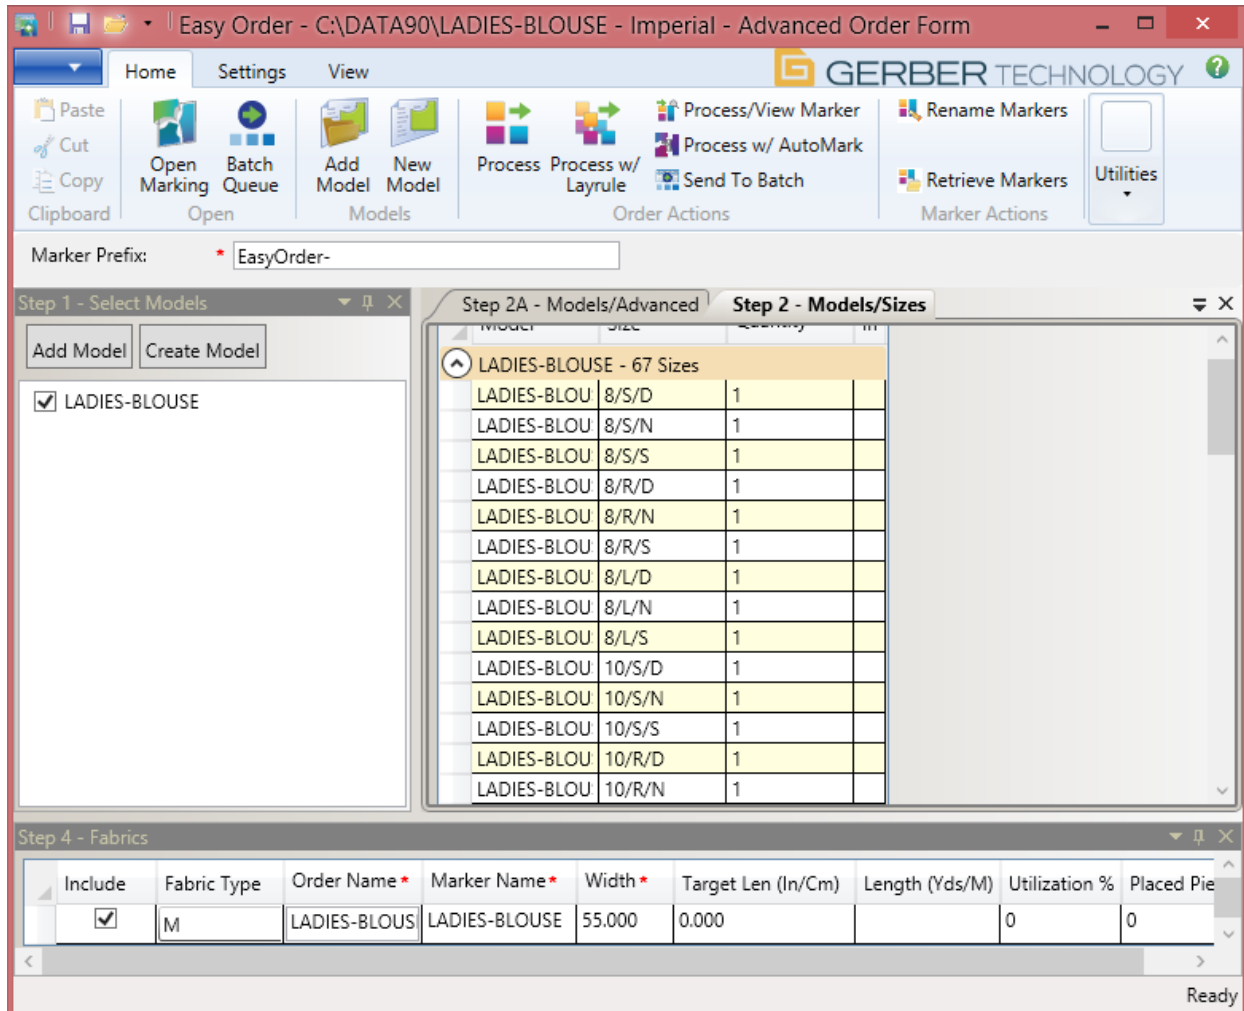 Easy Order - C:\DATA90\LADIES-BLOUSE - Imperial - Advanced Order Form
Home Settings View
GERBER TECHNOLOGY
Paste
Cut
Copy
Clipboard
Open Marking
Batch Queue
Open
Add Model
New Model
Models
Process
Process w/ Layrule
Process/View Marker
Process w/ AutoMark
Send To Batch
Order Actions
Rename Markers
Retrieve Markers
Marker Actions
Utilities
Marker Prefix: * EasyOrder-
Step 1 - Select Models
Add Model Create Model
LADIES-BLOUSE
Step 2A - Models/Advanced Step 2 - Models/Sizes
Model Size Quantity In
LADIES-BLOUSE - 67 Sizes
LADIES-BLOU 8/S/D 1
LADIES-BLOU 8/S/N 1
LADIES-BLOU 8/S/S 1
LADIES-BLOU 8/R/D 1
LADIES-BLOU 8/R/N 1
LADIES-BLOU 8/R/S 1
LADIES-BLOU 8/L/D 1
LADIES-BLOU 8/L/N 1
LADIES-BLOU 8/L/S 1
LADIES-BLOU 10/S/D 1
LADIES-BLOU 10/S/N 1
LADIES-BLOU 10/S/S 1
LADIES-BLOU 10/R/D 1
LADIES-BLOU 10/R/N 1
Step 4 - Fabrics
Include Fabric Type Order Name* Marker Name* Width* Target Len (In/Cm) Length (Yds/M) Utilization % Placed Pie
M LADIES-BLOUS LADIES-BLOUSE 55.000 0.000 0 0
Ready